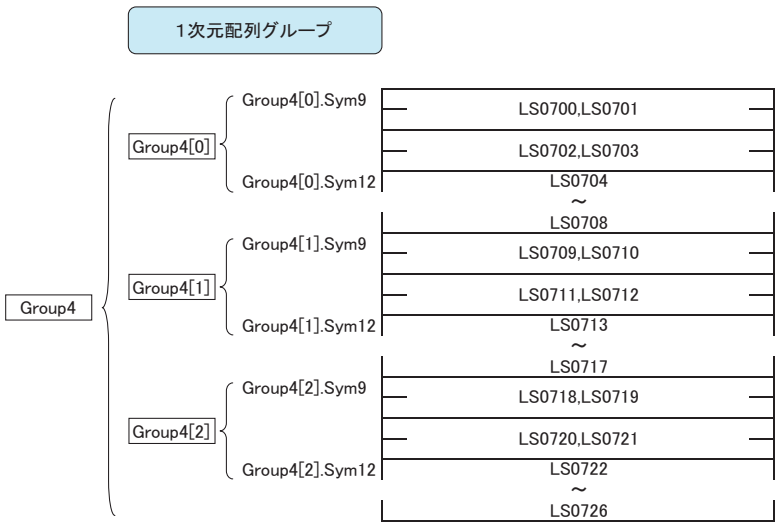 1次元配列グループ
Group4[0].Sym9
LS0700,LS0701
Group4[0]
LS0702,LS0703
Group4[0].Sym12
LS0704
~
LS0708
Group4[1].Sym9
LS0709,LS0710
Group4[1]
LS0711,LS0712
Group4
Group4[1].Sym12
LS0713
~
LS0717
Group4[2].Sym9
LS0718,LS0719
Group4[2]
LS0720,LS0721
Group4[2].Sym12
LS0722
~
LS0726